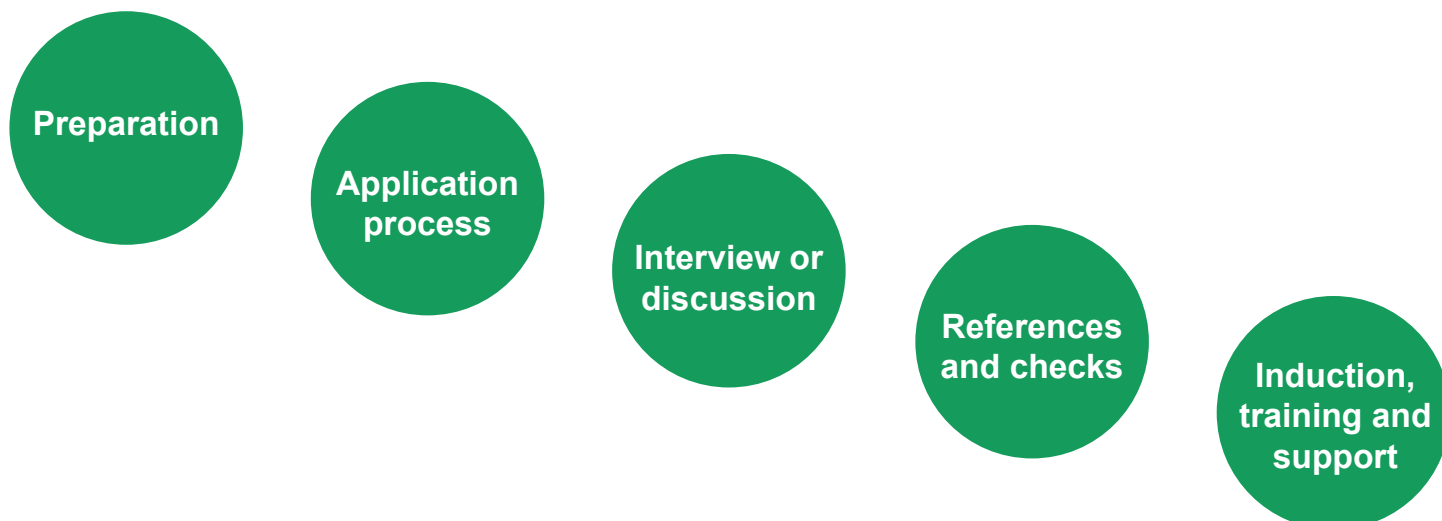 Preparation
Application
process
Interview or
discussion
References
and checks
Induction,
training and
support